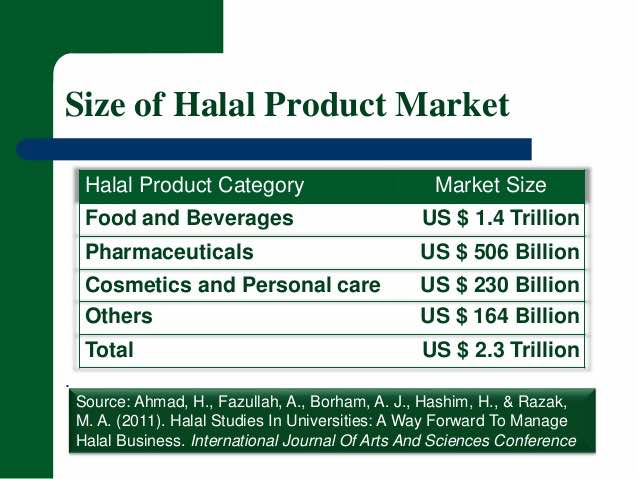 Size of Halal Product Market
Halal Product Category Market Size
Food and Beverages US $ 1.4 Trillion
Pharmaceuticals US $ 506 Billion
Cosmetics and Personal care US $ 230 Billion
Others US $ 164 Billion
Total US $ 2.3 Trillion
.
Source: Ahmad, H., Fazullah, A., Borham, A. J., Hashim, H., & Razak,
M. A. (2011). Halal Studies In Universities: A Way Forward To Manage
Halal Business. International Journal Of Arts And Sciences Conference